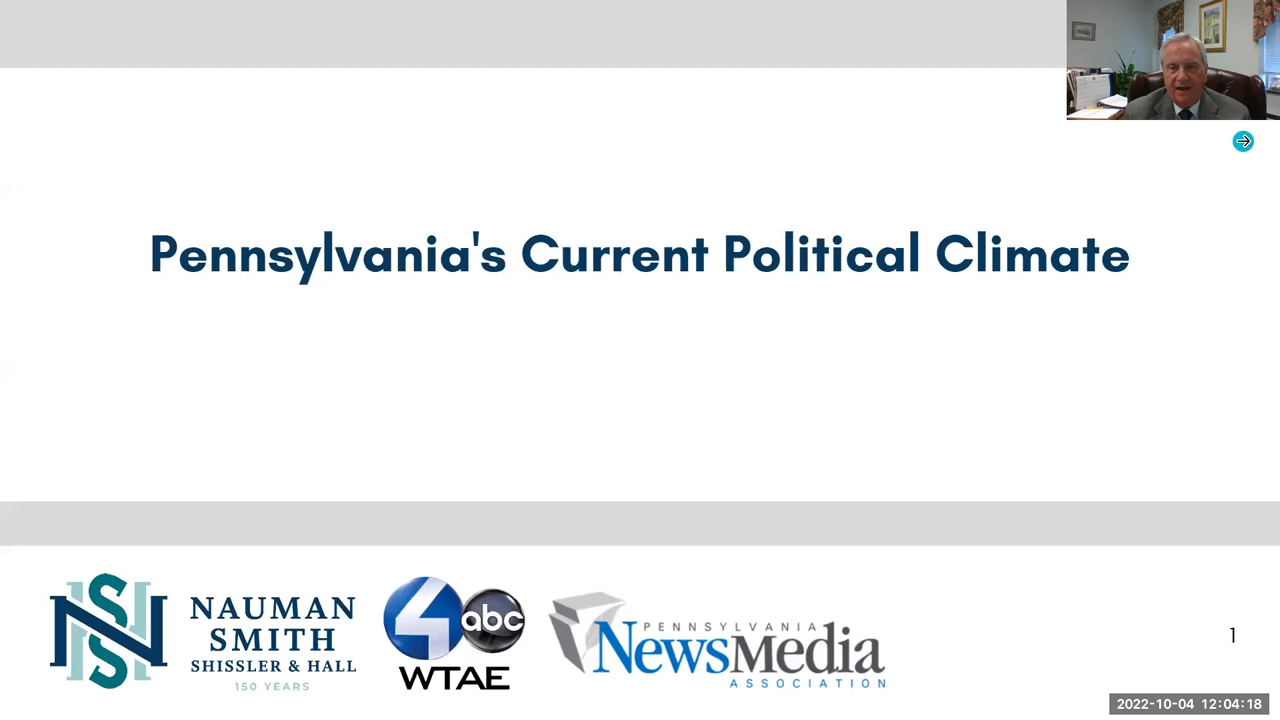 Pennsylvania's Current Political Climate
NAUMAN
SMITH
SHISSLER & HALL
150 YEARS
4
abc
WTAE
PENNSYLVANIA
NewsMedia
ASSOCIATION
1
2022-10-04 12:04:18